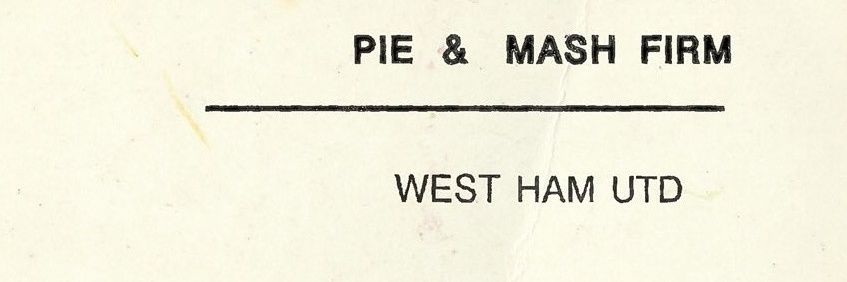 PIE & MASH FIRM
WEST HAM UTD